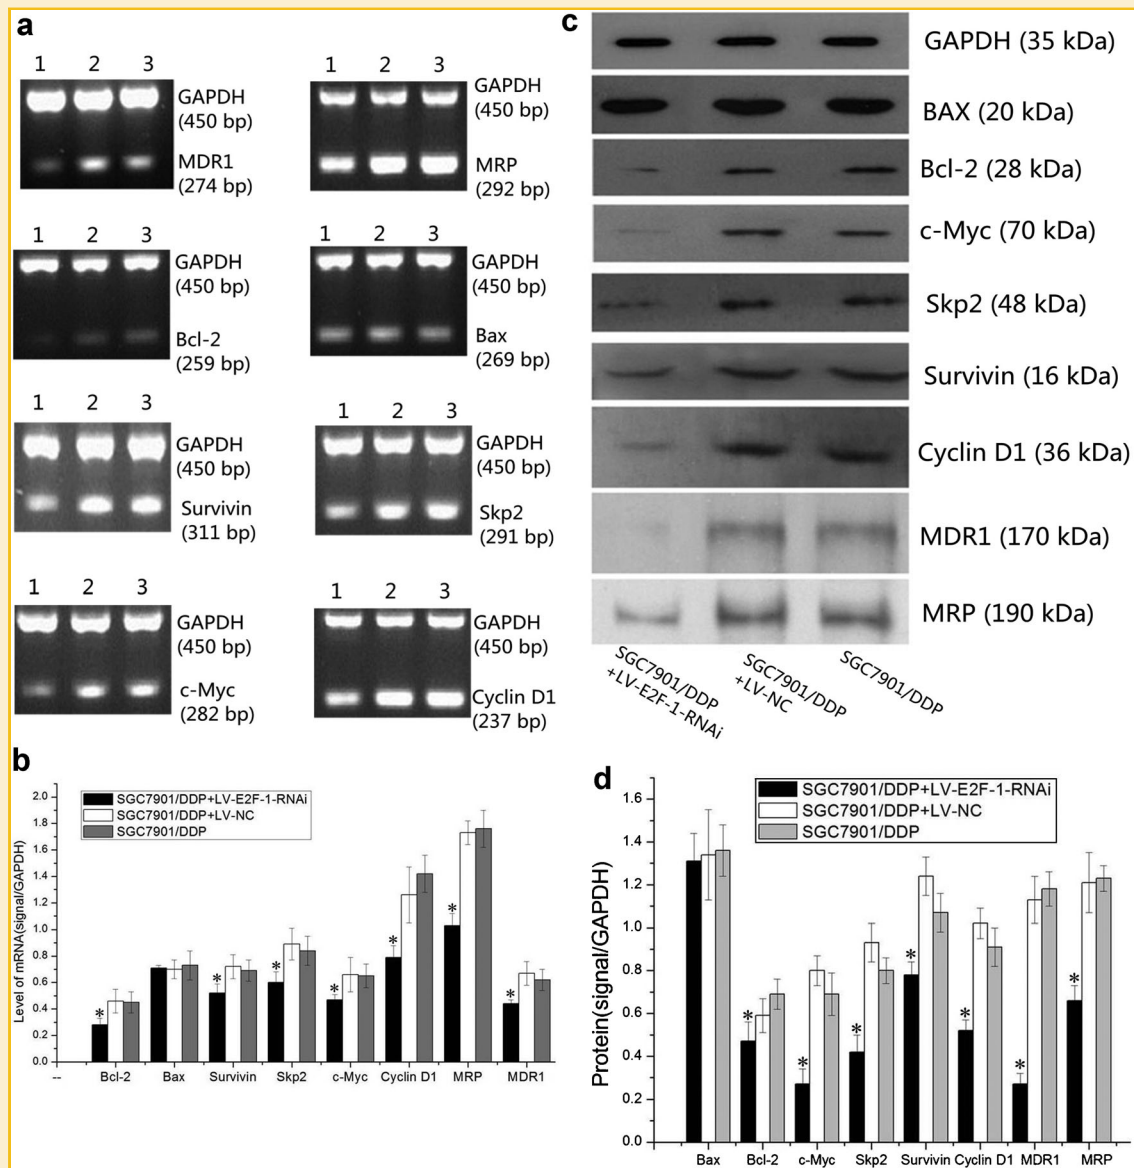 a
1 2 3
GAPDH
(450 bp)
MDR1
(274 bp)
1 2 3
GAPDH
(450 bp)
MRP
(292 bp)
1 2 3
GAPDH
(450 bp)
Bcl-2
(259 bp)
1 2 3
GAPDH
(450 bp)
Bax
(269 bp)
1 2 3
GAPDH
(450 bp)
Survivin
(311 bp)
1 2 3
GAPDH
(450 bp)
Skp2
(291 bp)
1 2 3
GAPDH
(450 bp)
c-Myc
(282 bp)
1 2 3
GAPDH
(450 bp)
Cyclin D1
(237 bp)
b
SGC7901/DDP+LV-E2F-1-RNAi
SGC7901/DDP+LV-NC
SGC7901/DDP
Level of mRNA(signal/GAPDH)
2.0
1.8
1.6
1.4
1.2
1.0
0.8
0.6
0.4
0.2
0.0
* * * * * * *
-- Bcl-2 Bax Survivin Skp2 c-Myc Cyclin D1 MRP MDR1
c
GAPDH (35 kDa)
BAX (20 kDa)
Bcl-2 (28 kDa)
c-Myc (70 kDa)
Skp2 (48 kDa)
Survivin (16 kDa)
Cyclin D1 (36 kDa)
MDR1 (170 kDa)
MRP (190 kDa)
SGC7901/DDP
+LV-E2F-1-RNAi
SGC7901/DDP
+LV-NC
SGC7901/DDP
d
SGC7901/DDP+LV-E2F-1-RNAi
SGC7901/DDP+LV-NC
SGC7901/DDP
Protein(signal/GAPDH)
1.6
1.4
1.2
1.0
0.8
0.6
0.4
0.2
0.0
* * * * * * *
Bax Bcl-2 c-Myc Skp2 Survivin Cyclin D1 MDR1 MRP